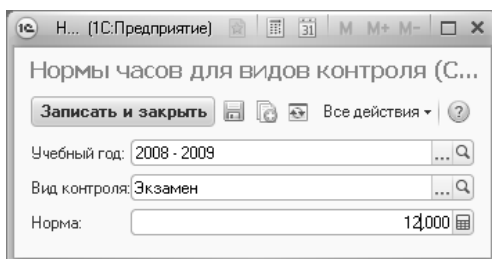 Н... (1С:Предприятие) 31 M M+ M-
Нормы часов для видов контроля (С...
Записать и закрыть Все действия ?
Учебный год: 2008 - 2009 ...
Вид контроля: Экзамен ...
Норма: 12,000